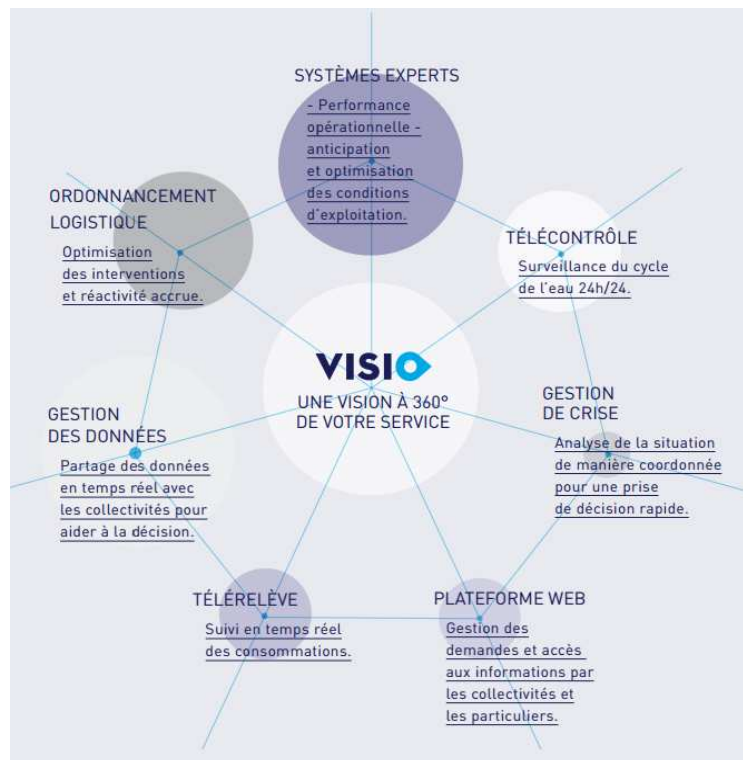 SYSTÈMES EXPERTS
- Performance
opérationnelle -
anticipation
et optimisation
des conditions
d'exploitation.
ORDONNANCEMENT
LOGISTIQUE
Optimisation
des interventions
et réactivité accrue.
TÉLÉCONTRÔLE
Surveillance du cycle
de l'eau 24h/24.
VISIO
UNE VISION À 360°
DE VOTRE SERVICE
GESTION
DES DONNÉES
Partage des données
en temps réel avec
les collectivités pour
aider à la décision.
GESTION
DE CRISE
Analyse de la situation
de manière coordonnée
pour une prise
de décision rapide.
TÉLÉRELÈVE
Suivi en temps réel
des consommations.
PLATEFORME WEB
Gestion des
demandes et accès
aux informations par
les collectivités et
les particuliers.